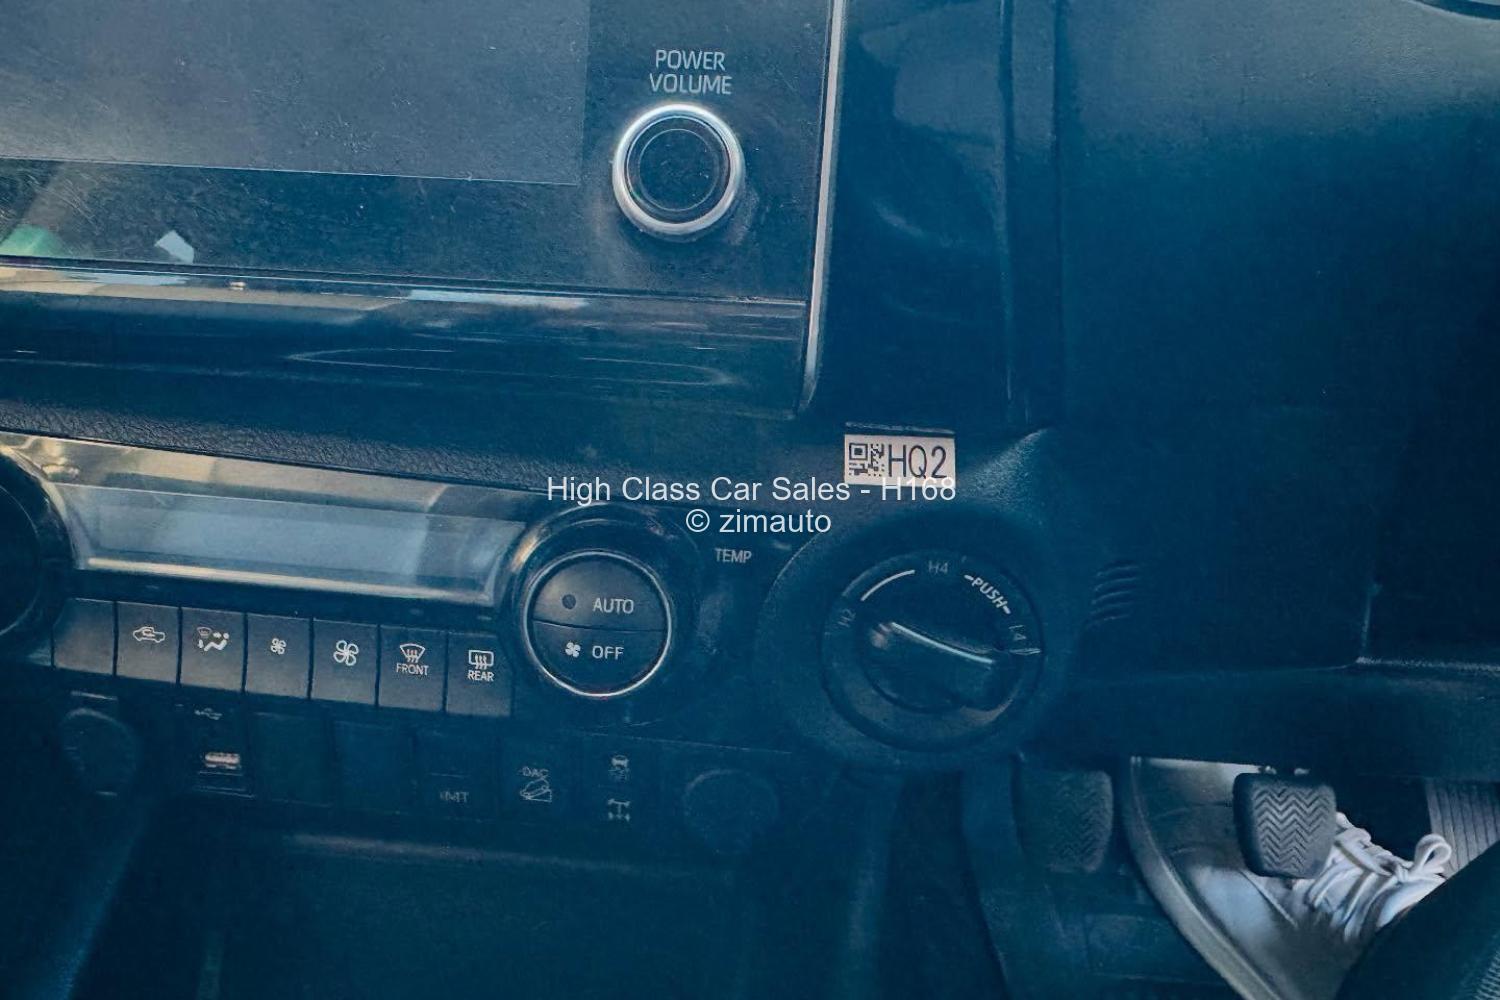 POWER
VOLUME
HQ2
High Class Car Sales - H168
© zimauto
TEMP
AUTO
OFF
H2
H4
PUSH
L4
FRONT
REAR
iMT
DAC